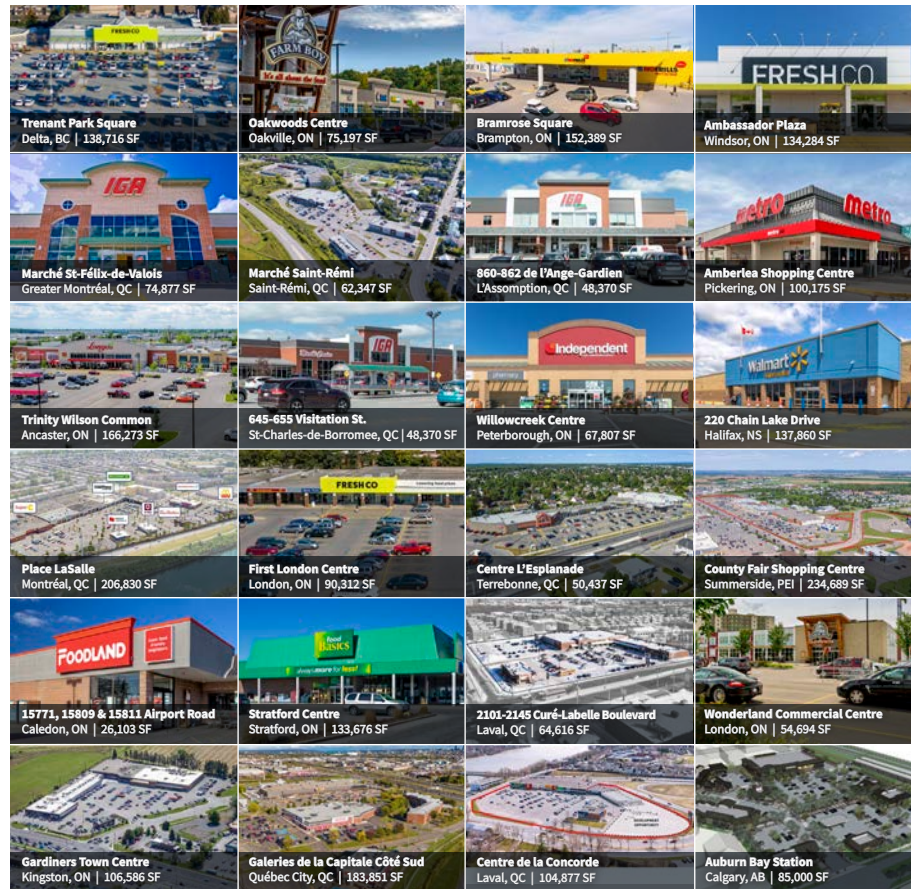 FRESHCO
Trenant Park Square
Delta, BC | 138,716 SF
FARM BOY
It's all about the food
Oakwoods Centre
Oakville, ON | 75,197 SF
Bramrose Square
Brampton, ON | 152,389 SF
FRESHCO
Ambassador Plaza
Windsor, ON | 134,284 SF
IGA
Marché St-Félix-de-Valois
Greater Montréal, QC | 74,877 SF
Marché Saint-Rémi
Saint-Rémi, QC | 62,347 SF
IGA
860-862 de l'Ange-Gardien
L'Assomption, QC | 48,370 SF
metro
metro
Amberlea Shopping Centre
Pickering, ON | 100,175 SF
Trinity Wilson Common
Ancaster, ON | 166,273 SF
IGA
645-655 Visitation St.
St-Charles-de-Borromee, QC | 48,370 SF
Independent
Willowcreek Centre
Peterborough, ON | 67,807 SF
Walmart
220 Chain Lake Drive
Halifax, NS | 137,860 SF
Place LaSalle
Montréal, QC | 206,830 SF
FRESHCO
First London Centre
London, ON | 90,312 SF
Centre L'Esplanade
Terrebonne, QC | 50,437 SF
County Fair Shopping Centre
Summerside, PEI | 234,689 SF
FOODLAND
15771, 15809 & 15811 Airport Road
Caledon, ON | 26,103 SF
food
Basics
always more for less!
Stratford Centre
Stratford, ON | 133,676 SF
2101-2145 Curé-Labelle Boulevard
Laval, QC | 64,616 SF
Wonderland Commercial Centre
London, ON | 54,694 SF
Gardiners Town Centre
Kingston, ON | 106,586 SF
Galeries de la Capitale Côté Sud
Québec City, QC | 183,851 SF
DEVELOPMENT
OPPORTUNITY
Centre de la Concorde
Laval, QC | 104,877 SF
Auburn Bay Station
Calgary, AB | 85,000 SF